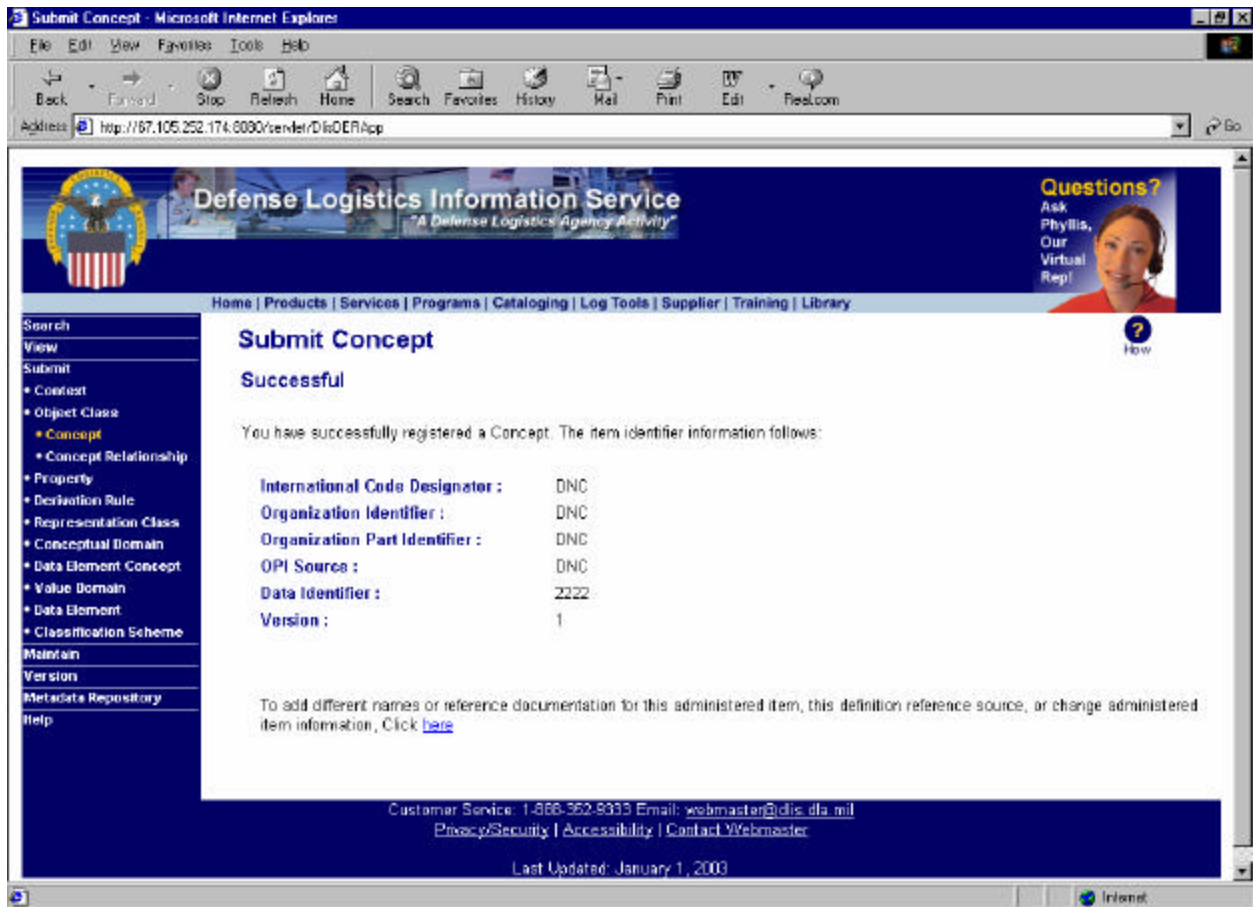 Submit Concept - Microsoft Internet Explorer
File Edit View Favorites Tools Help
Back Forward Stop Refresh Home Search Favorites History Mail Print Edit Real.com
Address http://67.105.252.174:8080/servlet/DlisDERApp Go
Defense Logistics Information Service
"A Defense Logistics Agency Activity"
Questions?
Ask
Phyllis,
Our
Virtual
Rep!
Home | Products | Services | Programs | Cataloging | Log Tools | Supplier | Training | Library
Search
View
Submit
• Context
• Object Class
• Concept
• Concept Relationship
• Property
• Derivation Rule
• Representation Class
• Conceptual Domain
• Data Element Concept
• Value Domain
• Data Element
• Classification Scheme
Maintain
Version
Metadata Repository
Help
Submit Concept
?
How
Successful
You have successfully registered a Concept. The item identifier information follows:
International Code Designator : DNC
Organization Identifier : DNC
Organization Part Identifier : DNC
OPI Source : DNC
Data Identifier : 2222
Version : 1
To add different names or reference documentation for this administered item, this definition reference source, or change administered
item information, Click here
Customer Service: 1-888-352-9333 Email: webmaster@dlis.dla.mil
Privacy/Security | Accessibility | Contact Webmaster
Last Updated: January 1, 2003
Internet